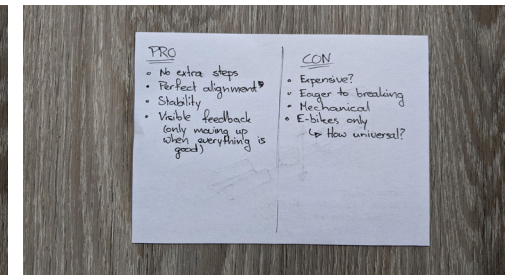 PRO
No extra steps
Perfect alignment
Stability
Visible feedback
(only moving up
when everything is
good)
CON
Expensive?
Eager to breaking
Mechanical
E-bikes only
↳ How universal?